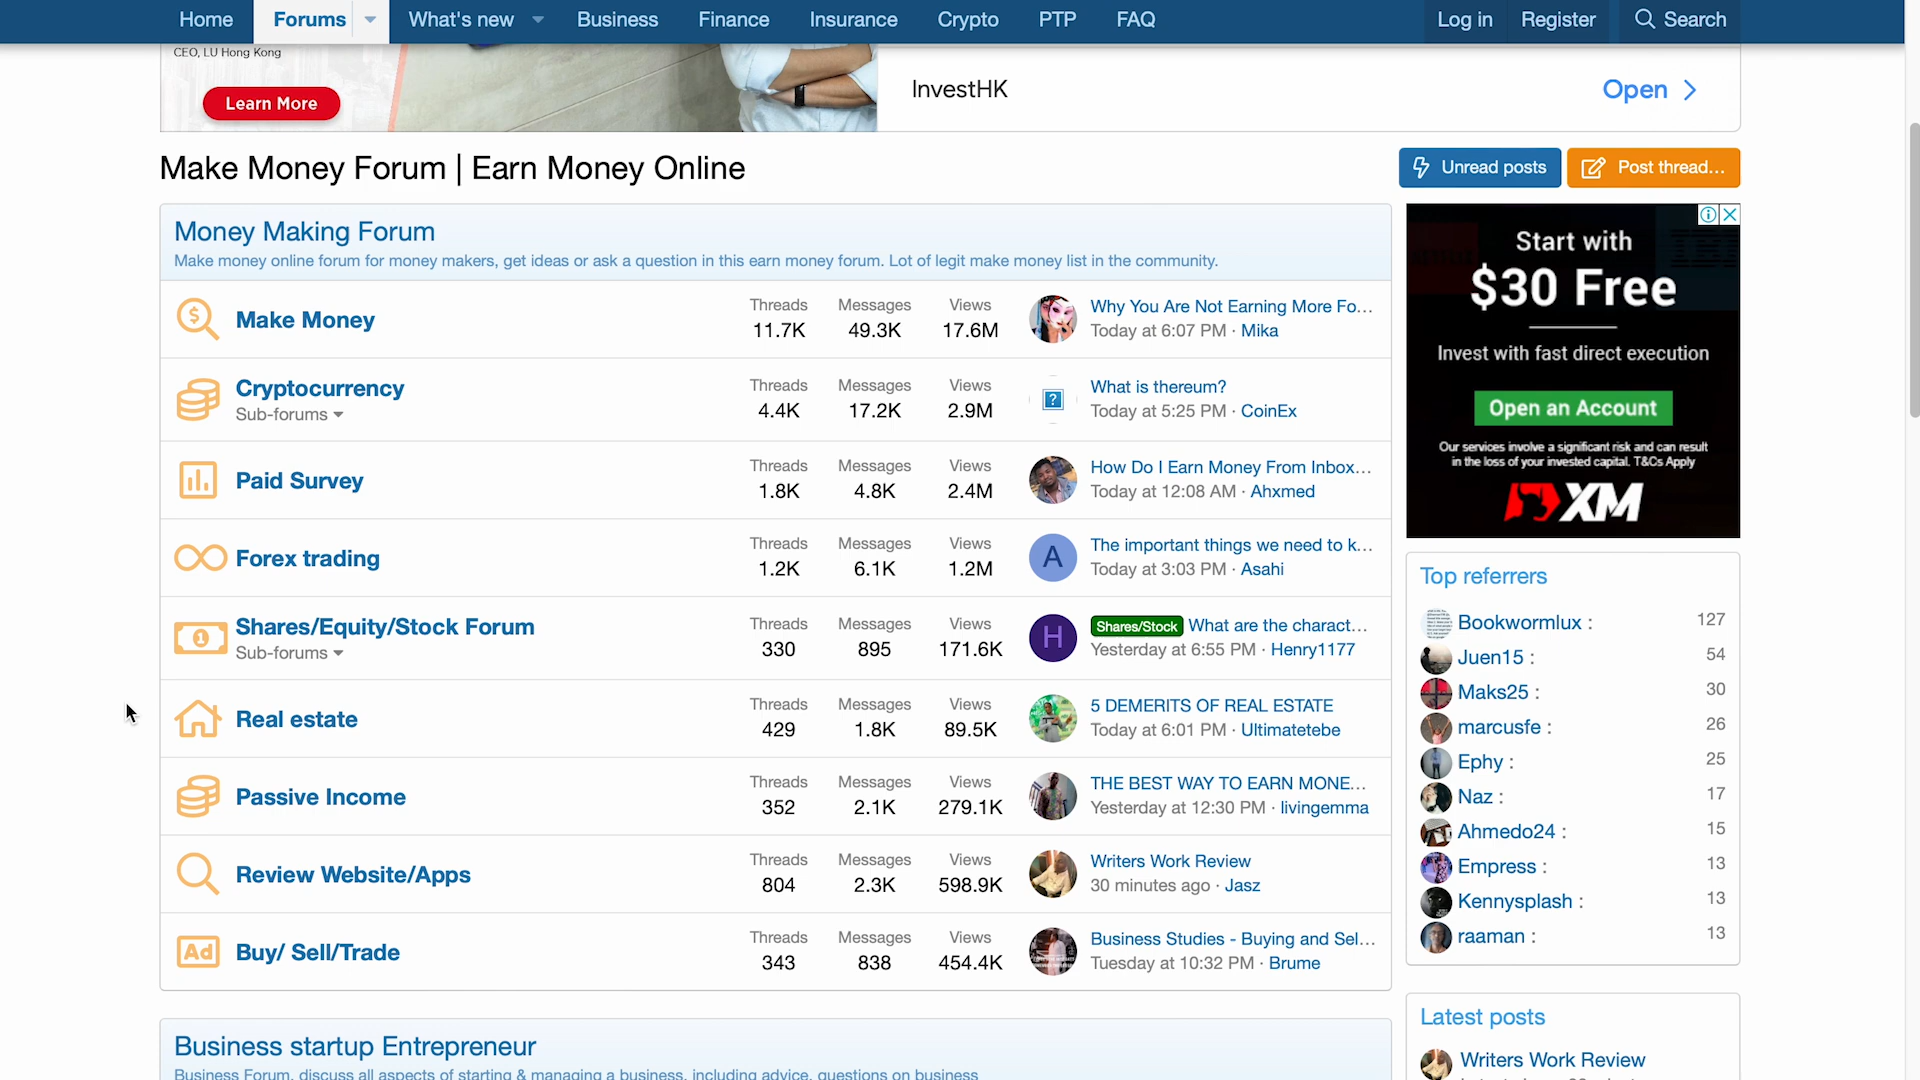 Home Forums What's new Business Finance Insurance Crypto PTP FAQ Log in Register Search
CEO, LU Hong Kong
Learn More
InvestHK
Open
Make Money Forum | Earn Money Online
Unread posts
Post thread...
Money Making Forum
Make money online forum for money makers, get ideas or ask a question in this earn money forum. Lot of legit make money list in the community.
Make Money
Threads Messages Views
11.7K 49.3K 17.6M
Why You Are Not Earning More Fo...
Today at 6:07 PM · Mika
Cryptocurrency
Sub-forums
Threads Messages Views
4.4K 17.2K 2.9M
?
What is thereum?
Today at 5:25 PM · CoinEx
Paid Survey
Threads Messages Views
1.8K 4.8K 2.4M
How Do I Earn Money From Inbox...
Today at 12:08 AM · Ahxmed
Forex trading
Threads Messages Views
1.2K 6.1K 1.2M
A
The important things we need to k...
Today at 3:03 PM · Asahi
Shares/Equity/Stock Forum
Sub-forums
Threads Messages Views
330 895 171.6K
H
Shares/Stock What are the charact...
Yesterday at 6:55 PM · Henry1177
Real estate
Threads Messages Views
429 1.8K 89.5K
5 DEMERITS OF REAL ESTATE
Today at 6:01 PM · Ultimatetebe
Passive Income
Threads Messages Views
352 2.1K 279.1K
THE BEST WAY TO EARN MONE...
Yesterday at 12:30 PM · livingemma
Review Website/Apps
Threads Messages Views
804 2.3K 598.9K
Writers Work Review
30 minutes ago · Jasz
Ad
Buy/ Sell/Trade
Threads Messages Views
343 838 454.4K
Business Studies - Buying and Sel...
Tuesday at 10:32 PM · Brume
Business startup Entrepreneur
Business Forum, discuss all aspects of starting & managing a business, including advice, questions on business
Start with
$30 Free
Invest with fast direct execution
Open an Account
Our services involve a significant risk and can result
in the loss of your invested capital. T&Cs Apply
XM
Top referrers
Bookwormlux : 127
Juen15 : 54
Maks25 : 30
marcusfe : 26
Ephy : 25
Naz : 17
Ahmedo24 : 15
Empress : 13
Kennysplash : 13
raaman : 13
Latest posts
Writers Work Review